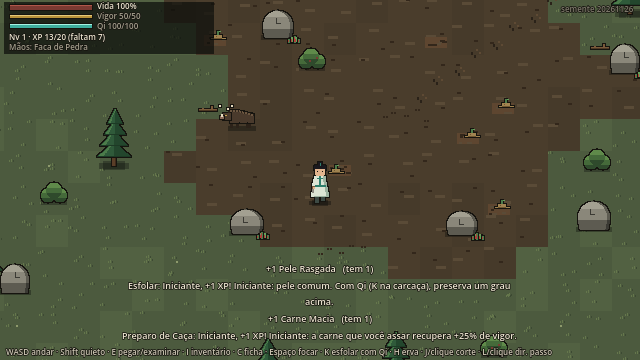 Vida 100%
Vigor 50/50
Qi 100/100
Nv 1 · XP 13/20 (faltam 7)
Mãos: Faca de Pedra
semente 20261126
+1 Pele Rasgada (tem 1)
Esfolar: Iniciante, +1 XP! Iniciante: pele comum. Com Qi (K na carcaça), preserva um grau
acima.
+1 Carne Macia (tem 1)
Preparo de Caça: Iniciante, +1 XP! Iniciante: a carne que você assar recupera +25% de vigor.
WASD andar · Shift quieto · E pegar/examinar · I inventário · C ficha · Espaço focar · K esfolar com Qi · H erva · J/clique corte · L/clique dir. passo